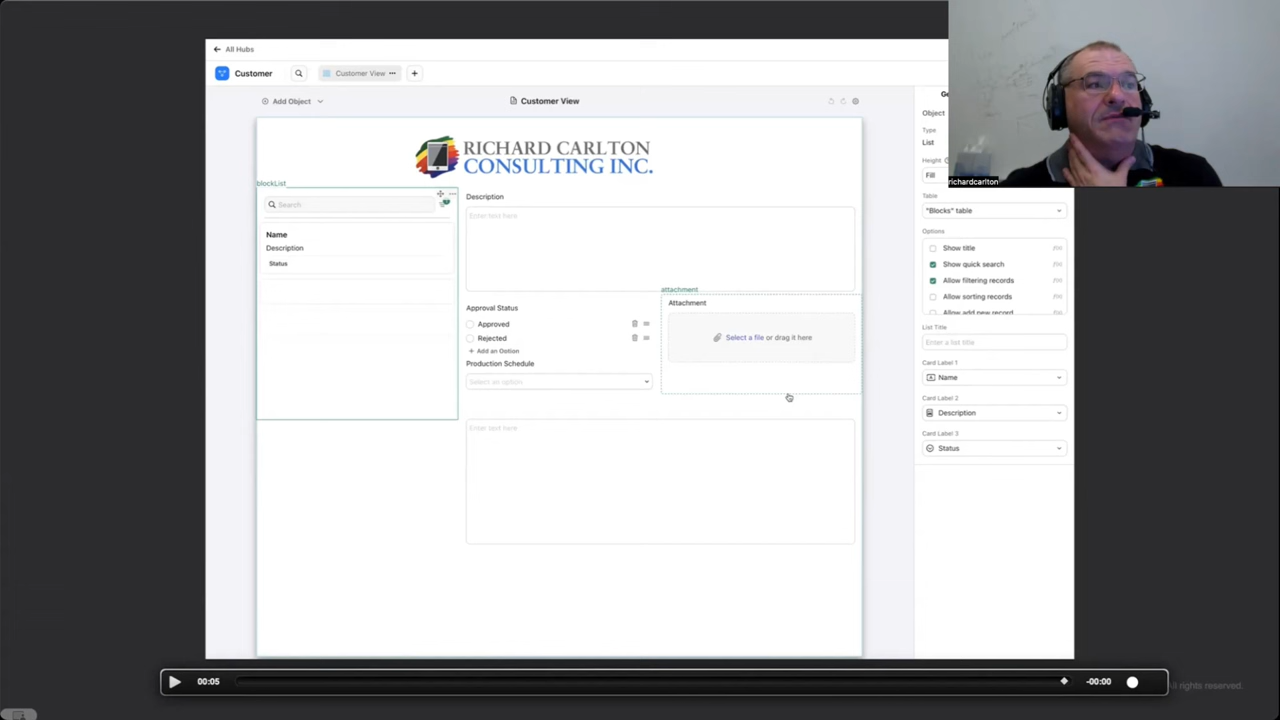 All Hubs
Customer
Customer View
Add Object
Customer View
RICHARD CARLTON
CONSULTING INC.
blockList
Search
Name
Description
Status
Description
Enter text here
Approval Status
Approved
Rejected
+ Add an Option
Production Schedule
Select an option
attachment
Attachment
Select a file or drag it here
Enter text here
Object
Type
List
Height
Fill
richardcarlton
Table
"Blocks" table
Options
Show title
Show quick search
Allow filtering records
Allow sorting records
Allow add new record
List Title
Enter a list title
Card Label 1
Name
Card Label 2
Description
Card Label 3
Status
00:05
-00:00
All rights reserved.